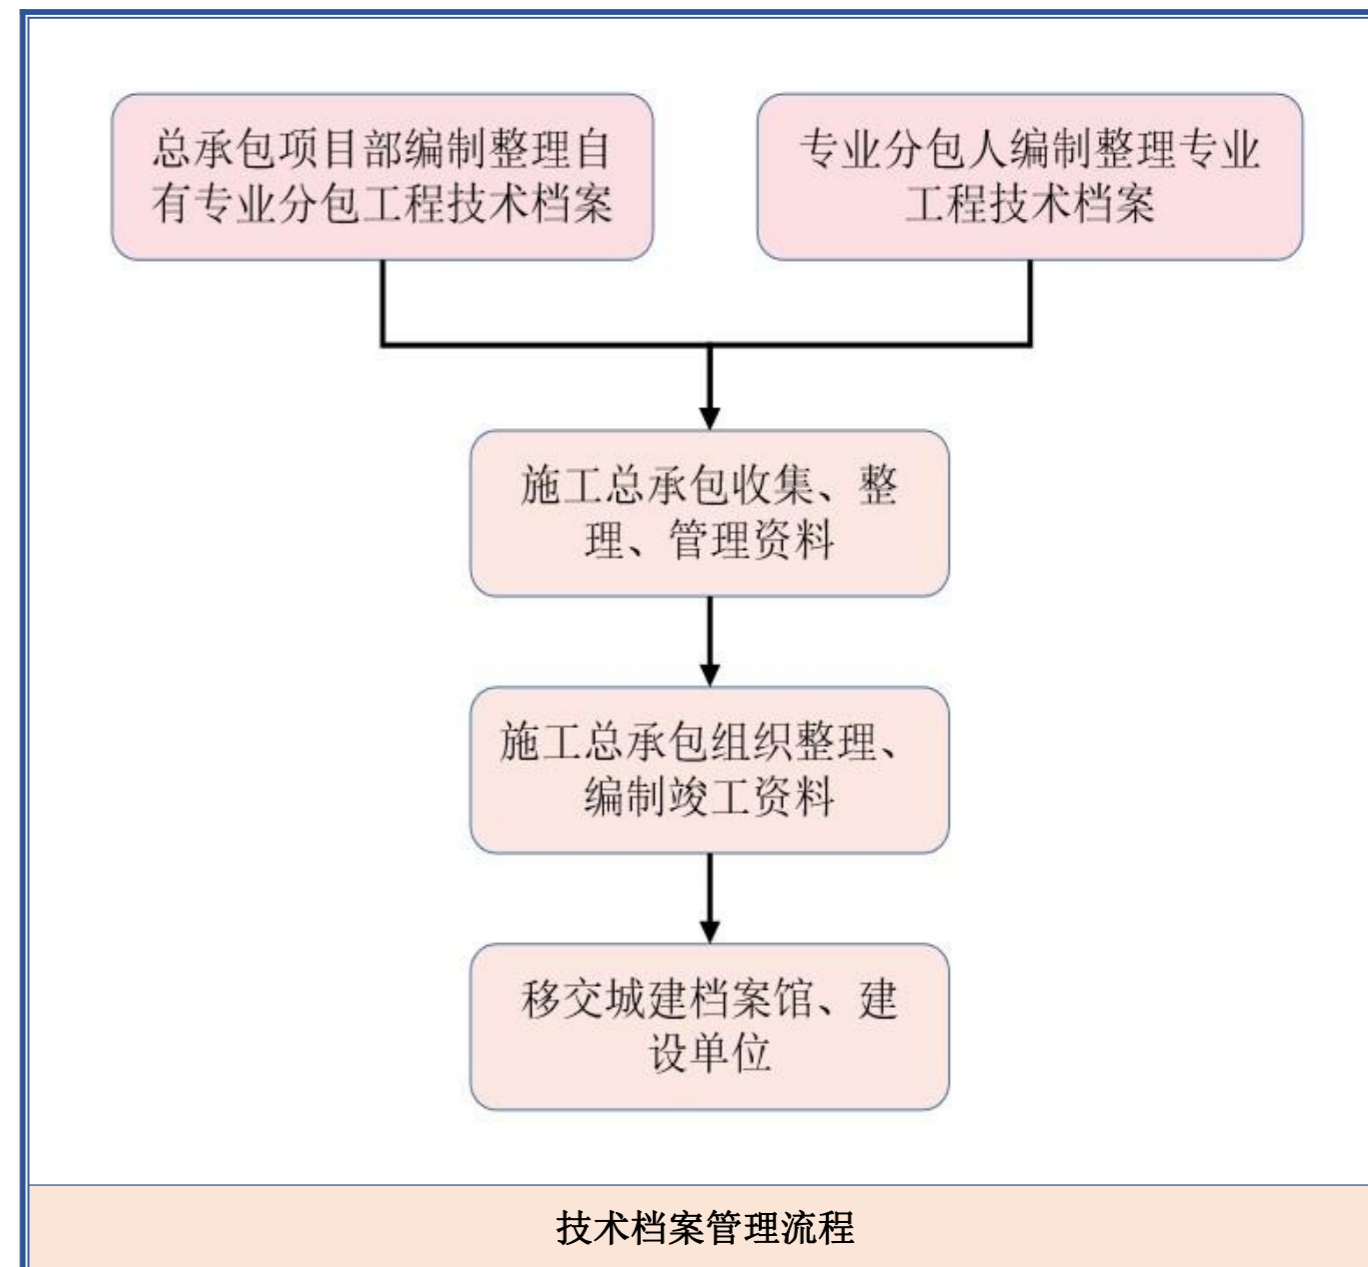 总承包项目部编制整理自
有专业分包工程技术档案
专业分包人编制整理专业
工程技术档案
施工总承包收集、整
理、管理资料
施工总承包组织整理、
编制竣工资料
移交城建档案馆、建
设单位
技术档案管理流程